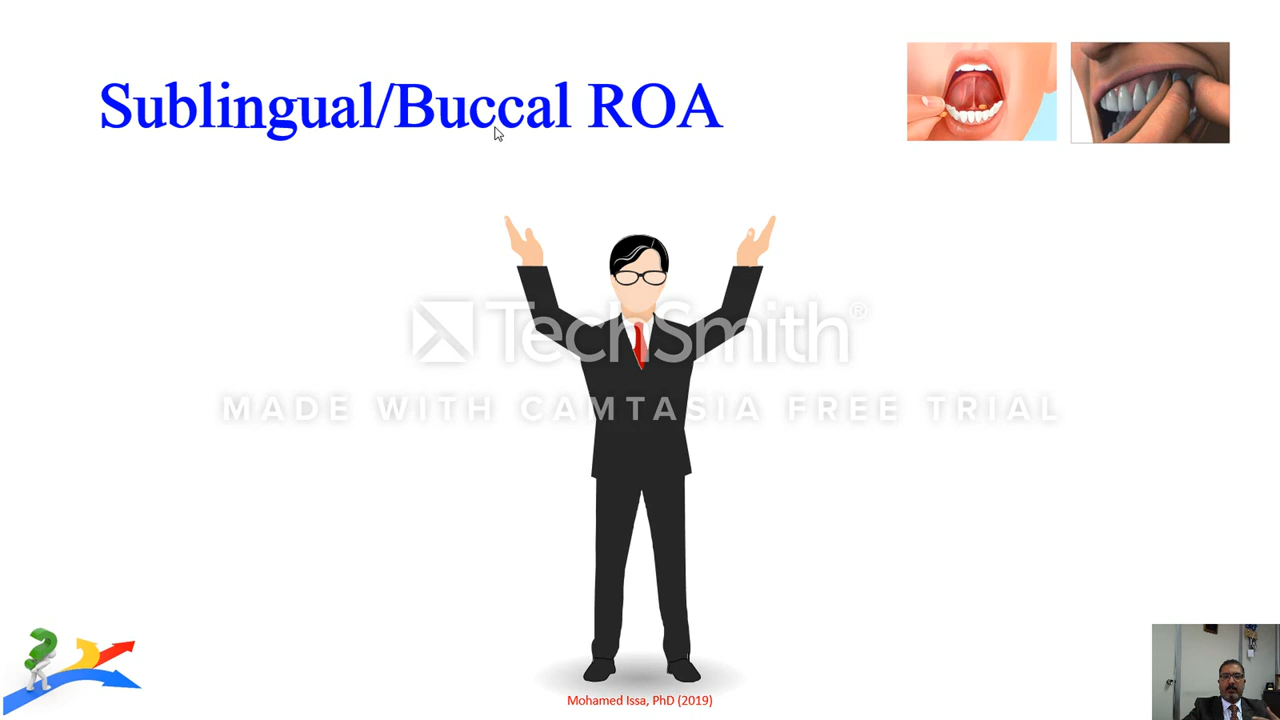 Sublingual/Buccal ROA
TechSmith®
MADE WITH CAMTASIA FREE TRIAL
Mohamed Issa, PhD (2019)